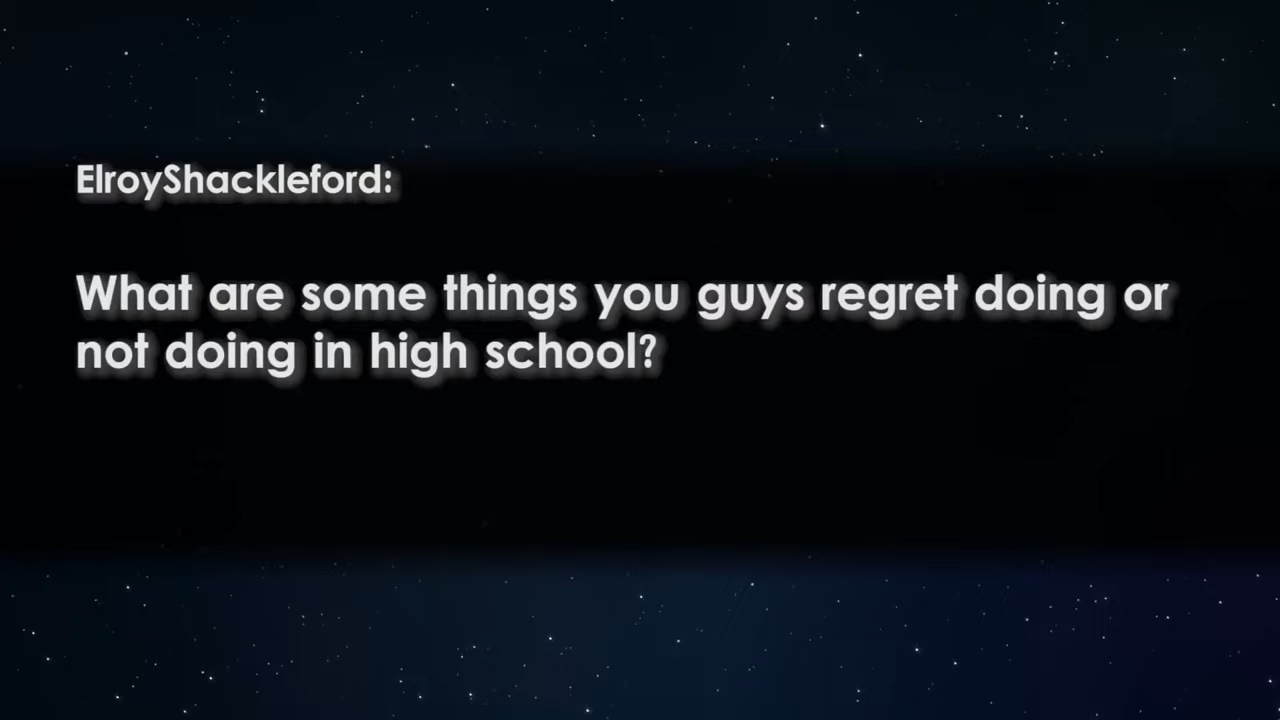 ElroyShackleford:
What are some things you guys regret doing or
not doing in high school?